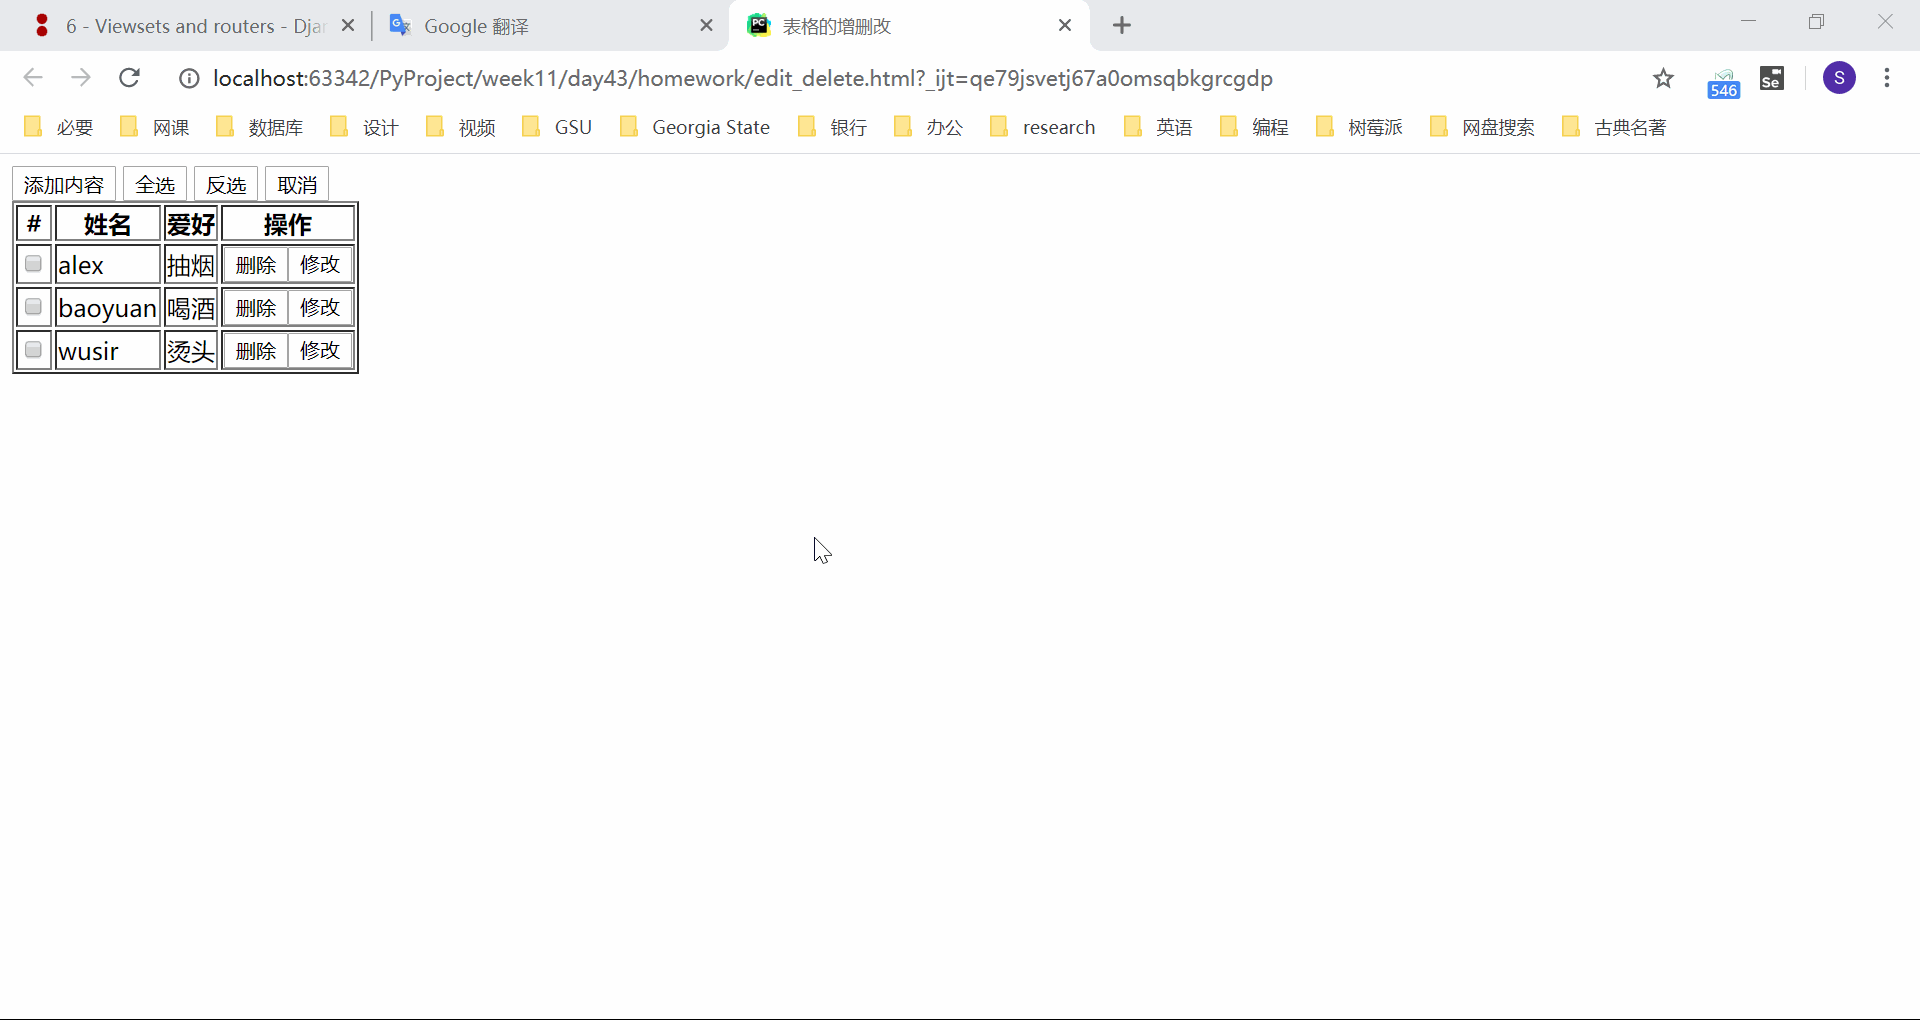 6 - Viewsets and routers - Djan
Google 翻译
表格的增删改
localhost:63342/PyProject/week11/day43/homework/edit_delete.html?_ijt=qe79jsvetj67a0omsqbkgrcgdp
546
Se
S
必要 网课 数据库 设计 视频 GSU Georgia State 银行 办公 research 英语 编程 树莓派 网盘搜索 古典名著
添加内容 全选 反选 取消
# 姓名 爱好 操作
alex 抽烟 删除 修改
baoyuan 喝酒 删除 修改
wusir 烫头 删除 修改